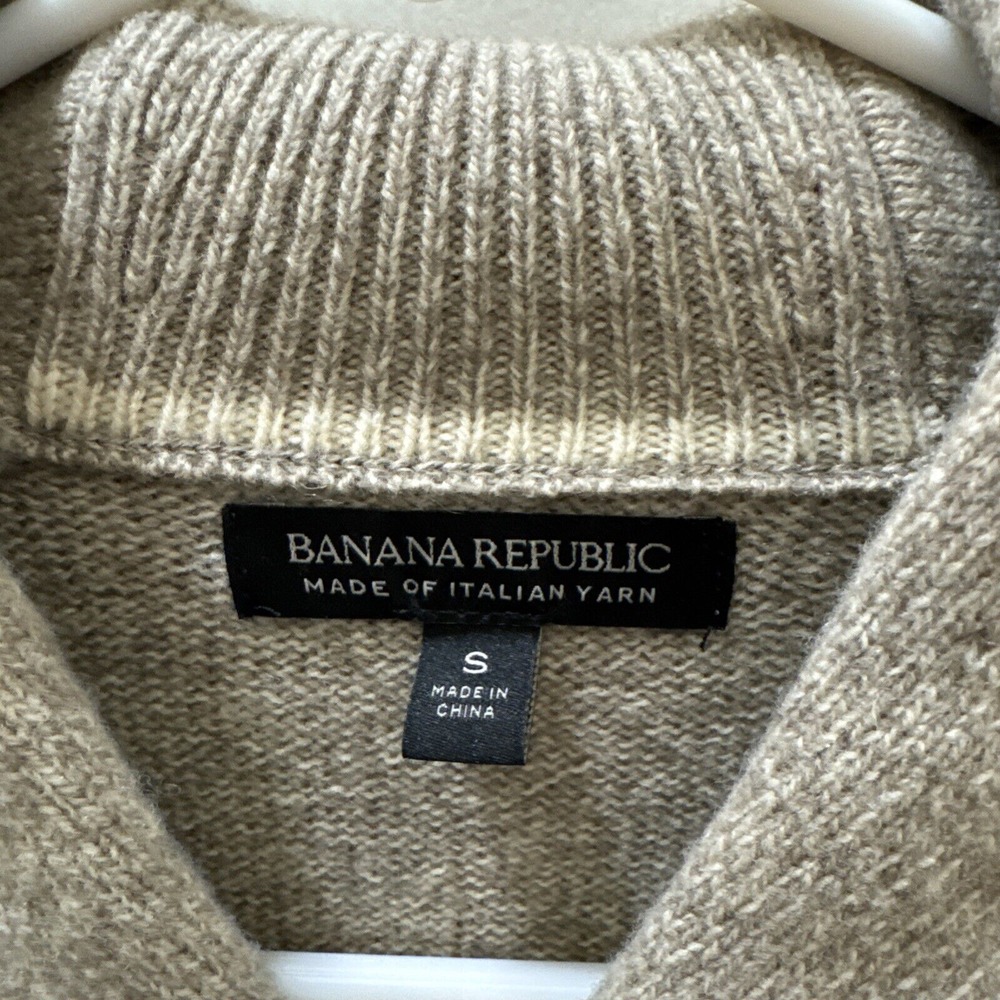 BANANA REPUBLIC
MADE OF ITALIAN YARN
S
MADE IN
CHINA